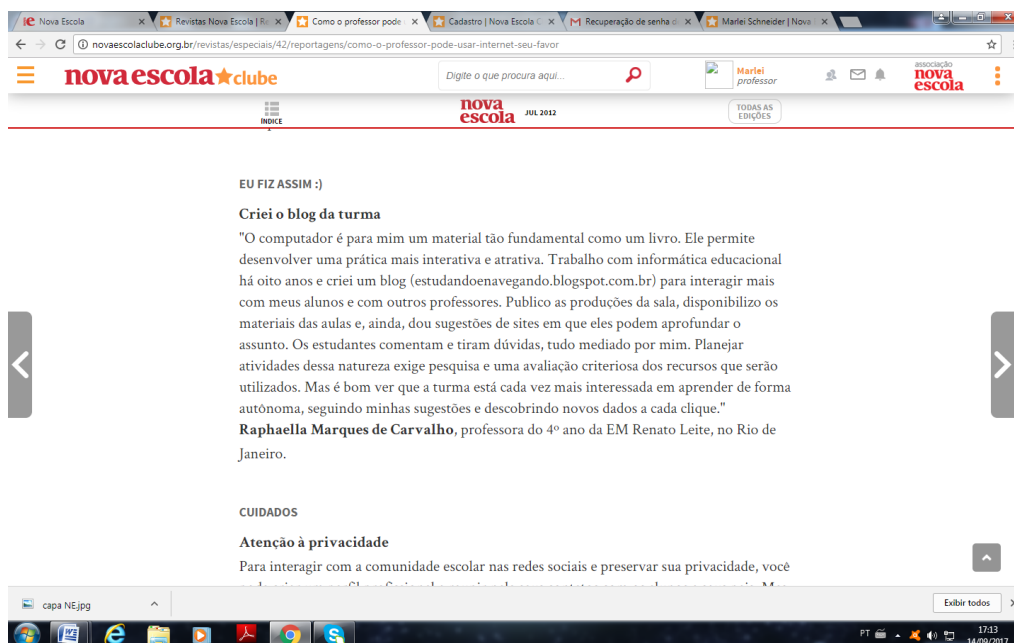 Nova Escola
Revistas Nova Escola | Re
Como o professor pode
Cadastro | Nova Escola C
Recuperação de senha d
Marlei Schneider | Nova
novaescolaclube.org.br/revistas/especiais/42/reportagens/como-o-professor-pode-usar-internet-seu-favor
nova escola clube
Digite o que procura aqui...
Marlei
professor
associação
nova
escola
INDICE
nova
escola
JUL 2012
TODAS AS
EDIÇÕES
EU FIZ ASSIM :)
Criei o blog da turma
"O computador é para mim um material tão fundamental como um livro. Ele permite
desenvolver uma prática mais interativa e atrativa. Trabalho com informática educacional
há oito anos e criei um blog (estudandoenavegando.blogspot.com.br) para interagir mais
com meus alunos e com outros professores. Publico as produções da sala, disponibilizo os
materiais das aulas e, ainda, dou sugestões de sites em que eles podem aprofundar o
assunto. Os estudantes comentam e tiram dúvidas, tudo mediado por mim. Planejar
atividades dessa natureza exige pesquisa e uma avaliação criteriosa dos recursos que serão
utilizados. Mas é bom ver que a turma está cada vez mais interessada em aprender de forma
autônoma, seguindo minhas sugestões e descobrindo novos dados a cada clique."
Raphaella Marques de Carvalho, professora do 4º ano da EM Renato Leite, no Rio de
Janeiro.
CUIDADOS
Atenção à privacidade
Para interagir com a comunidade escolar nas redes sociais e preservar sua privacidade, você
capa NE.jpg
Exibir todos
PT
17:13
14/09/2017